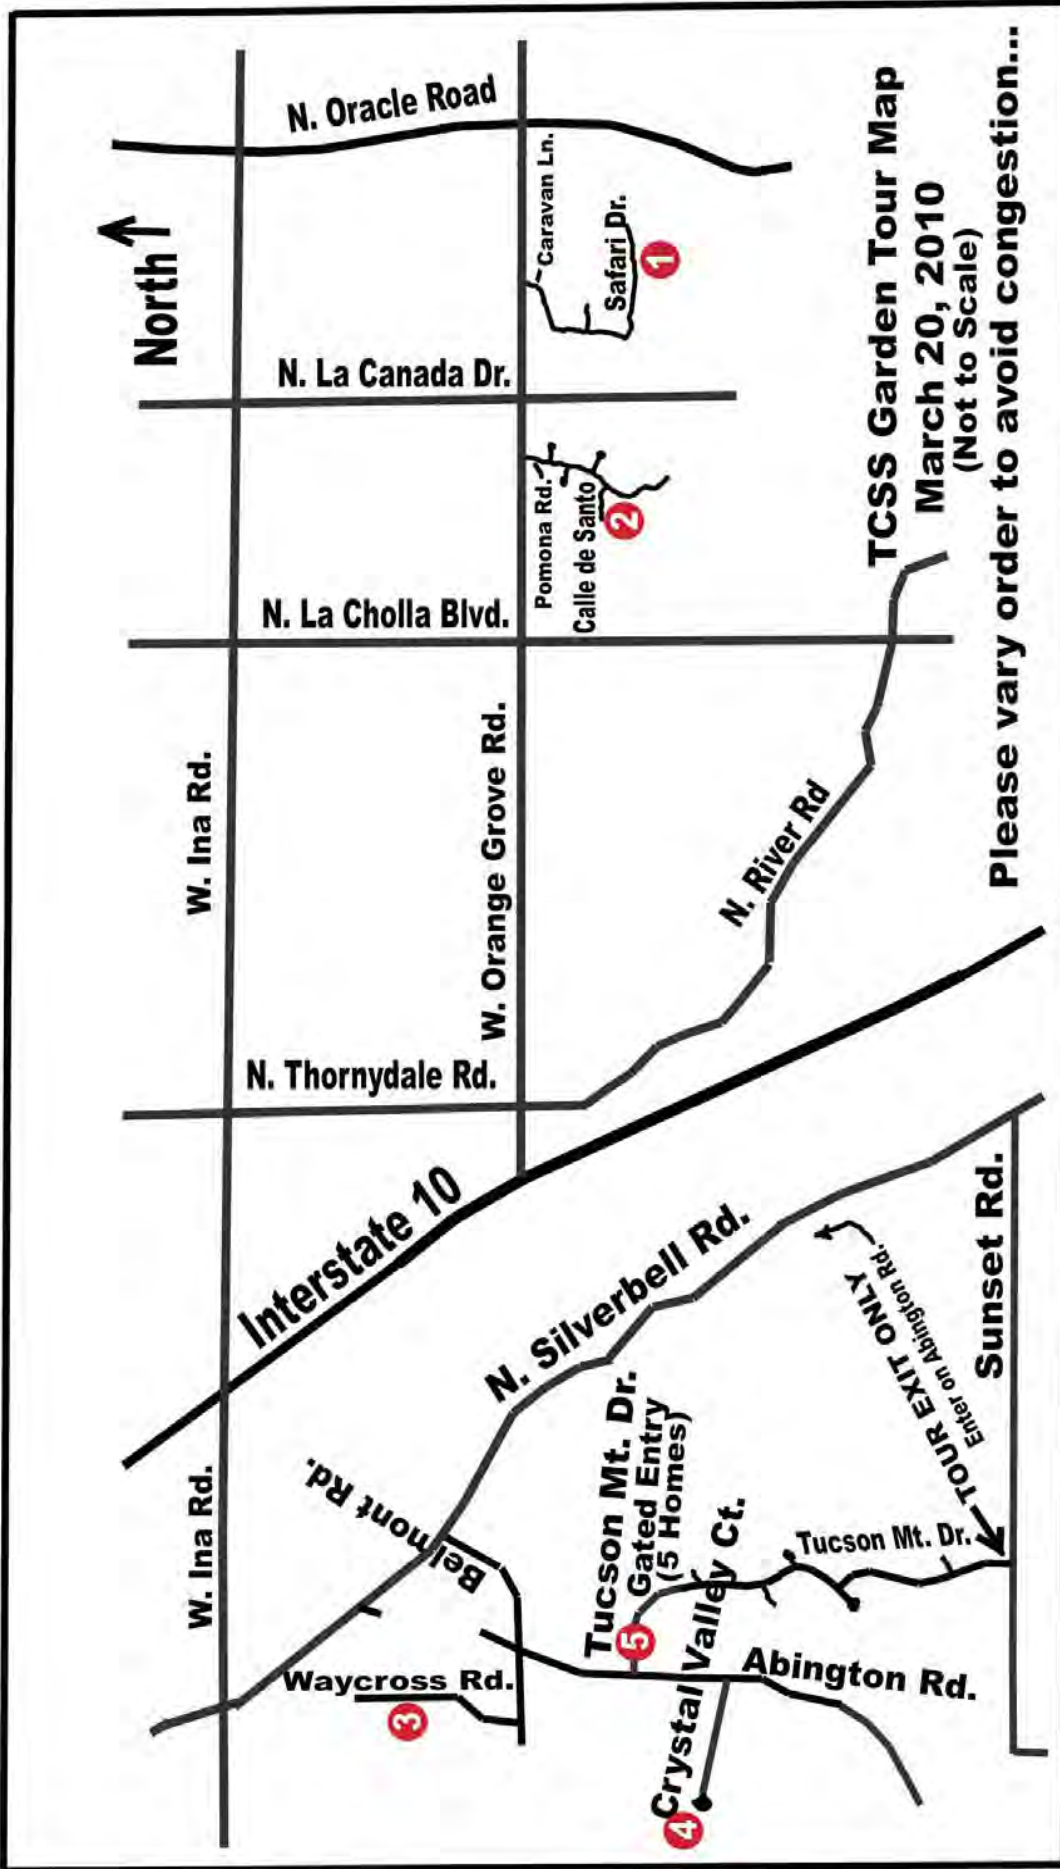 North
N. Oracle Road
W. Ina Rd.
N. La Canada Dr.
Caravan Ln.
Safari Dr.
1
N. La Cholla Blvd.
Pomona Rd.
Calle de Santo
2
W. Orange Grove Rd.
N. Thornydale Rd.
N. River Rd
Interstate 10
W. Ina Rd.
N. Silverbell Rd.
Belmont Rd.
Waycross Rd.
3
Tucson Mt. Dr.
Gated Entry
(5 Homes)
5
Crystal Valley Ct.
4
Abington Rd.
Tucson Mt. Dr.
TOUR EXIT ONLY
Enter on Abington Rd.
Sunset Rd.
TCSS Garden Tour Map
March 20, 2010
(Not to Scale)
Please vary order to avoid congestion...